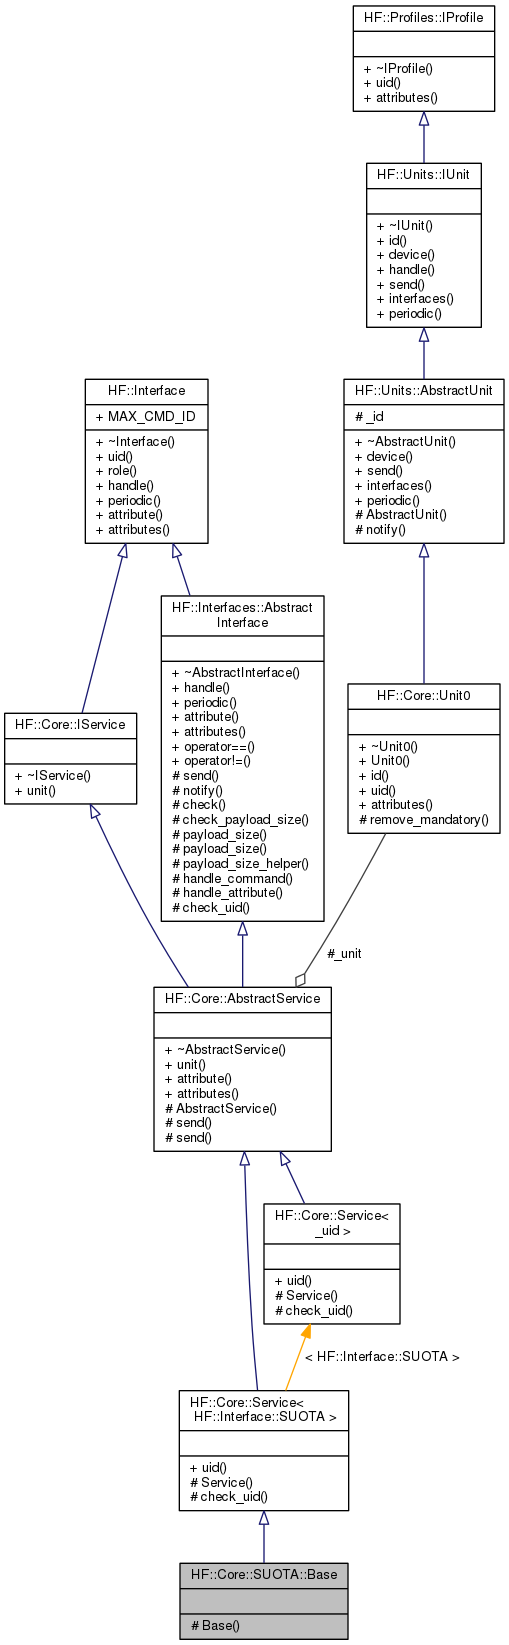 HF::Profiles::IProfile
+ ~IProfile()
+ uid()
+ attributes()
HF::Units::IUnit
+ ~IUnit()
+ id()
+ device()
+ handle()
+ send()
+ interfaces()
+ periodic()
HF::Interface
+ MAX_CMD_ID
+ ~Interface()
+ uid()
+ role()
+ handle()
+ periodic()
+ attribute()
+ attributes()
HF::Units::AbstractUnit
# _id
+ ~AbstractUnit()
+ device()
+ send()
+ interfaces()
+ periodic()
# AbstractUnit()
# notify()
HF::Interfaces::Abstract
Interface
+ ~AbstractInterface()
+ handle()
+ periodic()
+ attribute()
+ attributes()
+ operator==()
+ operator!=()
# send()
# notify()
# check()
# check_payload_size()
# payload_size()
# payload_size()
# payload_size_helper()
# handle_command()
# handle_attribute()
# check_uid()
HF::Core::IService
+ ~IService()
+ unit()
HF::Core::Unit0
+ ~Unit0()
+ Unit0()
+ id()
+ uid()
+ attributes()
# remove_mandatory()
#_unit
HF::Core::AbstractService
+ ~AbstractService()
+ unit()
+ attribute()
+ attributes()
# AbstractService()
# send()
# send()
HF::Core::Service<
_uid >
+ uid()
# Service()
# check_uid()
< HF::Interface::SUOTA >
HF::Core::Service<
HF::Interface::SUOTA >
+ uid()
# Service()
# check_uid()
HF::Core::SUOTA::Base
# Base()